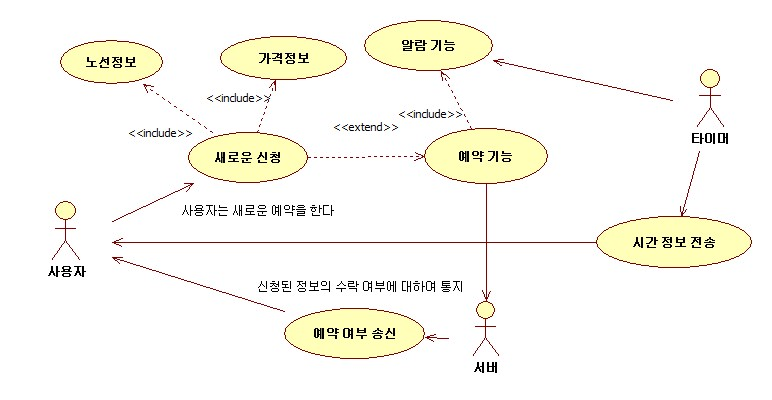 알람 기능
노선정보
가격정보
<<include>>
<<include>>
<<include>>
<<extend>>
타이머
새로운 신청
예약 기능
사용자는 새로운 예약을 한다
시간 정보 전송
사용자
신청된 정보의 수락 여부에 대하여 통지
예약 여부 송신
서버